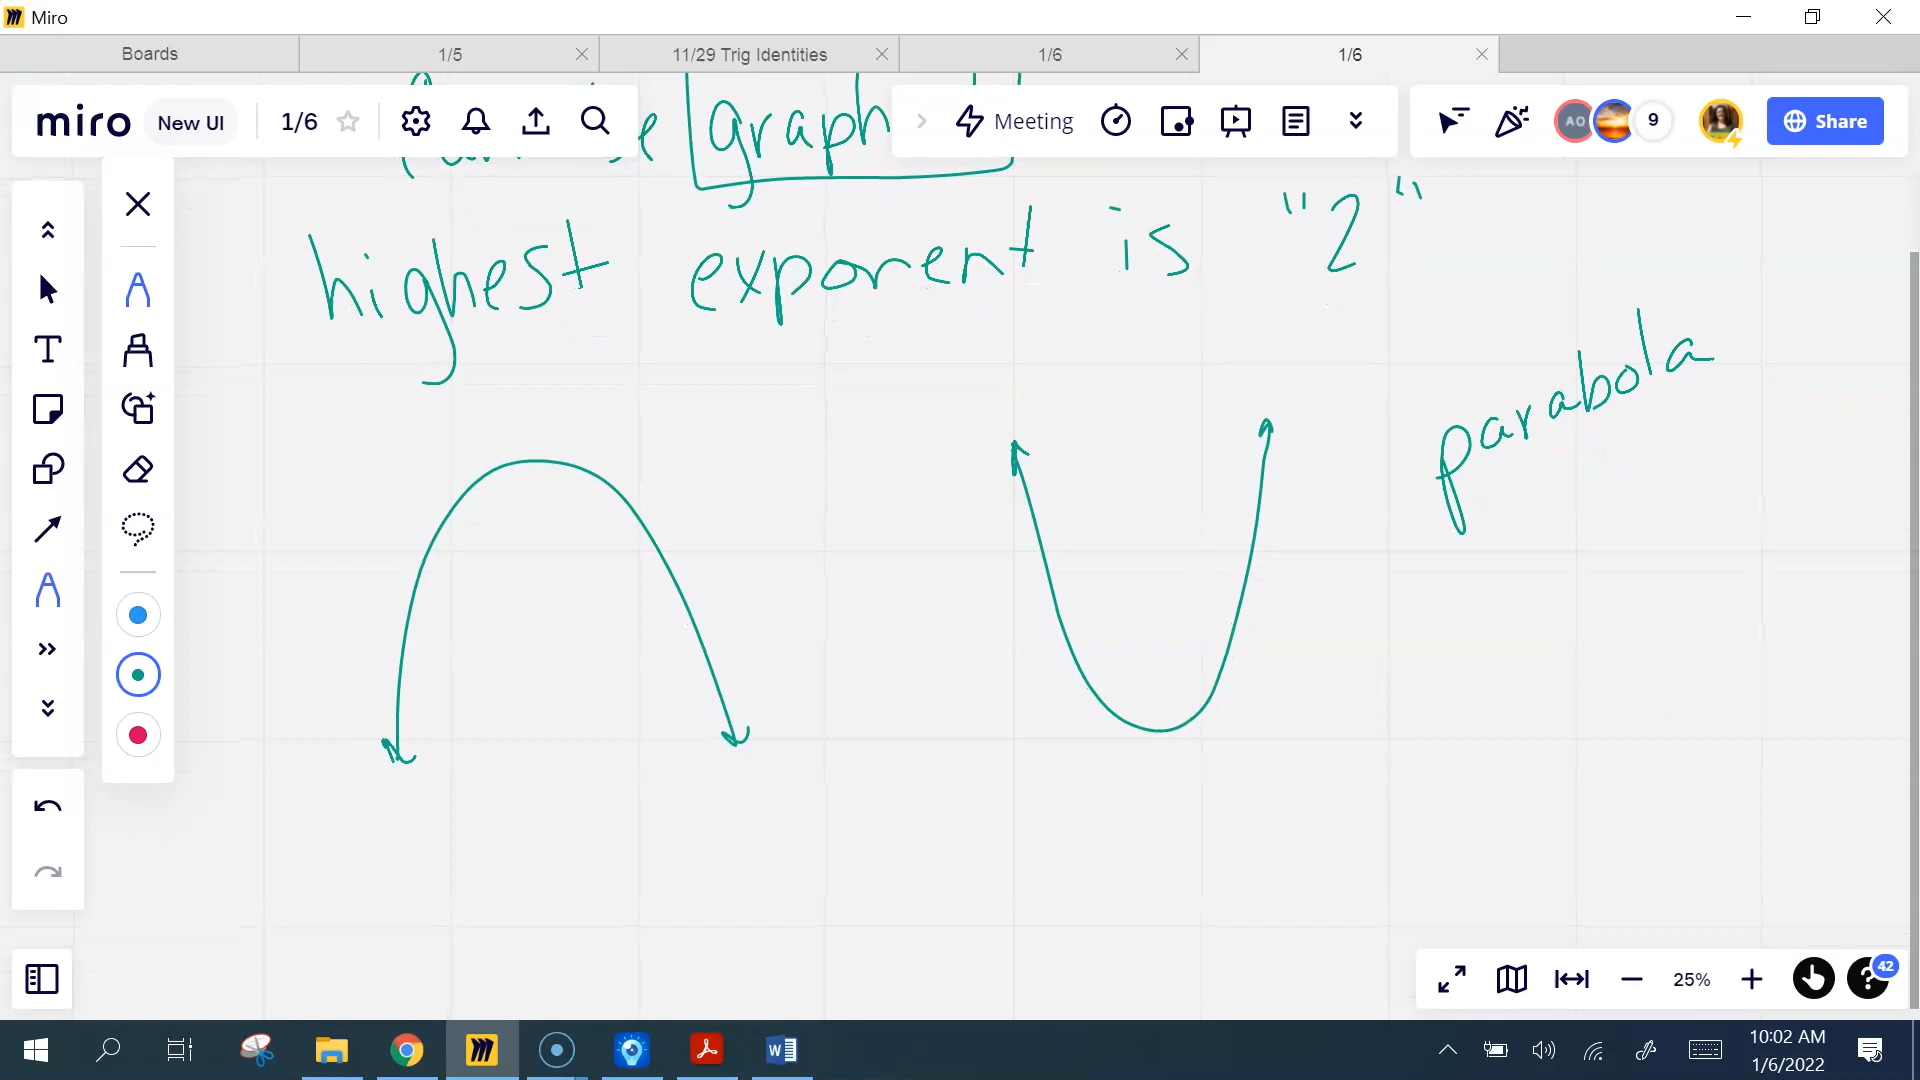 Miro
Boards 1/5 11/29 Trig Identities 1/6 1/6
miro New UI 1/6 Meeting AO 9 Share
graph
highest exponent is "2"
parabola
25% 42
10:02 AM
1/6/2022